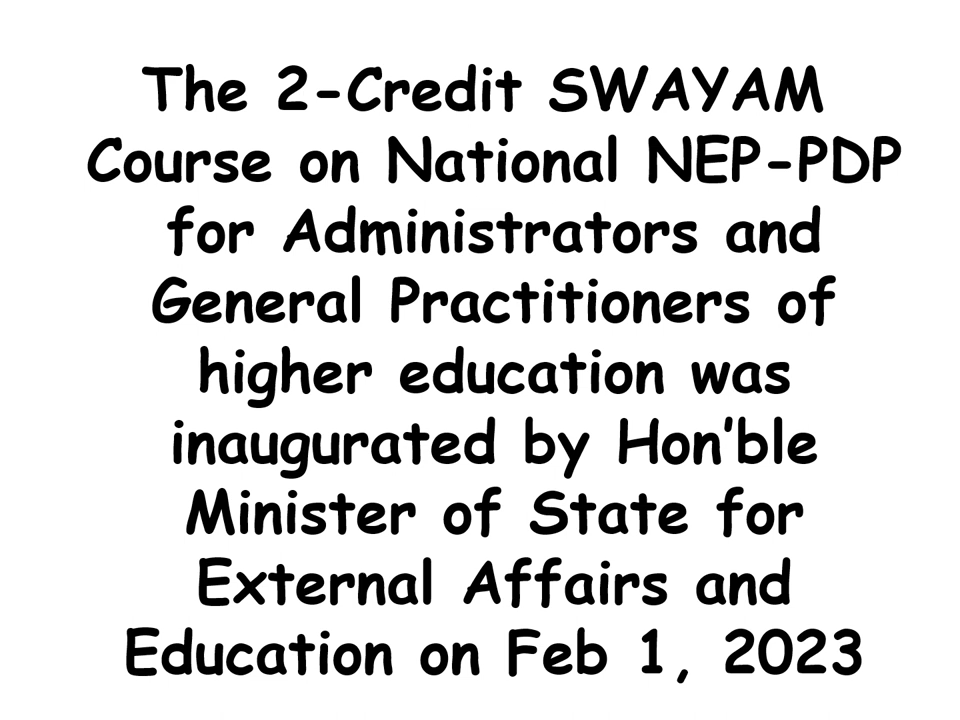 The 2-Credit SWAYAM
Course on National NEP-PDP
for Administrators and
General Practitioners of
higher education was
inaugurated by Hon’ble
Minister of State for
External Affairs and
Education on Feb 1, 2023